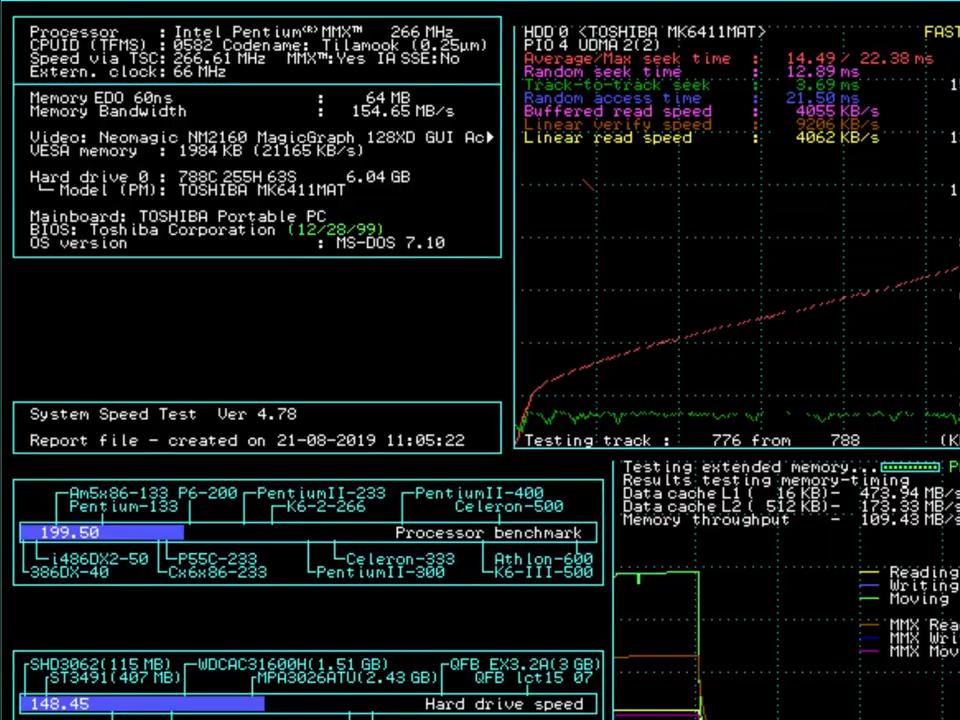 Processor : Intel Pentium(R)MMX™ 266 MHz
CPUID (TFMS) : 0582 Codename: Tilamook (0.25μm)
Speed via TSC: 266.61 MHz MMX™:Yes IA SSE:No
Extern. clock: 66 MHz
Memory EDO 60ns : 64 MB
Memory Bandwidth : 154.65 MB/s
Video: Neomagic NM2160 MagicGraph 128XD GUI Ac
VESA memory : 1984 KB (21165 KB/s)
Hard drive 0 : 788C 255H 63S 6.04 GB
Model (PM): TOSHIBA MK6411MAT
Mainboard: TOSHIBA Portable PC
BIOS: Toshiba Corporation (12/28/99)
OS version : MS-DOS 7.10
System Speed Test Ver 4.78
Report file - created on 21-08-2019 11:05:22
HDD 0 <TOSHIBA MK6411MAT> FAST
PIO 4 UDMA 2(2)
Average/Max seek time : 14.49 / 22.38 ms
Random seek time : 12.89 ms
Track-to-track seek : 3.69 ms
Random access time : 21.50 ms
Buffered read speed : 4055 KB/s
Linear verify speed : 9206 KB/s
Linear read speed : 4062 KB/s
Testing track : 776 from 788 (K
Am5x86-133 P6-200 PentiumII-233 PentiumII-400
Pentium-133 K6-2-266 Celeron-500
199.50 Processor benchmark
i486DX2-50 P55C-233 Celeron-333 Athlon-600
386DX-40 Cx6x86-233 PentiumII-300 K6-III-500
SHD3062(115 MB) WDCAC31600H(1.51 GB) QFB EX3.2A(3 GB)
ST3491(407 MB) MPA3026ATU(2.43 GB) QFB lct15 07
148.45 Hard drive speed
Testing extended memory... P
Results testing memory-timing
Data cache L1 ( 16 KB)- 473.94 MB/s
Data cache L2 ( 512 KB)- 173.33 MB/s
Memory throughput - 109.43 MB/s
Reading
Writing
Moving
MMX Rea
MMX Wri
MMX Mov